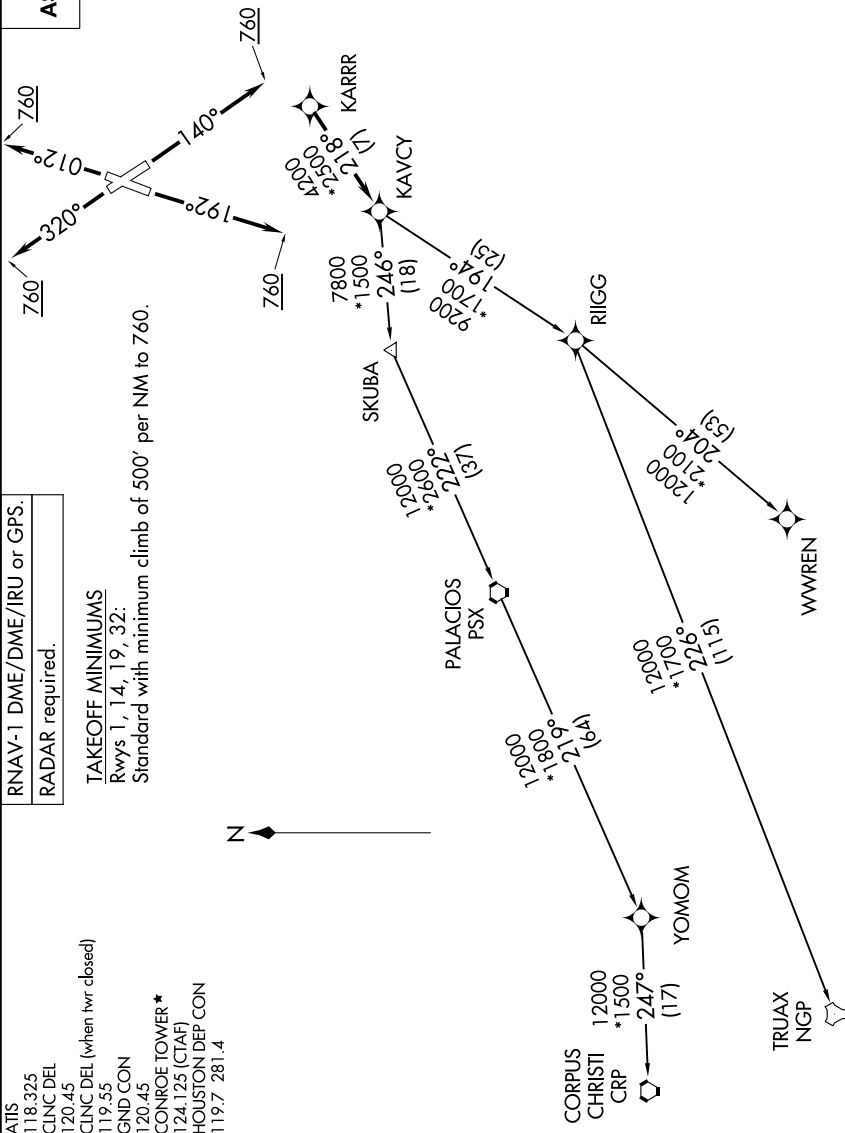 ATIS
118.325
CLNC DEL
120.45
CLNC DEL (when twr closed)
119.55
GND CON
120.45
CONROE TOWER★
124.125 (CTAF)
HOUSTON DEP CON
119.7 281.4
RNAV-1 DME/DME/IRU or GPS.
RADAR required.
TAKEOFF MINIMUMS
Rwys 1, 14, 19, 32:
Standard with minimum climb of 500' per NM to 760.
760
760
760
760
320°
012°
140°
192°
N
KARRR
4200
*2500
218°
(7)
KAVCY
7800
*1500
246°
(18)
9200
*1700
194°
(25)
SKUBA
RIIGG
12000
*2600
222°
(37)
12000
*2100
204°
(53)
PALACIOS
PSX
WWREN
12000
*1800
219°
(64)
12000
*1700
226°
(115)
YOMOM
12000
*1500
247°
(17)
CORPUS
CHRISTI
CRP
TRUAX
NGP